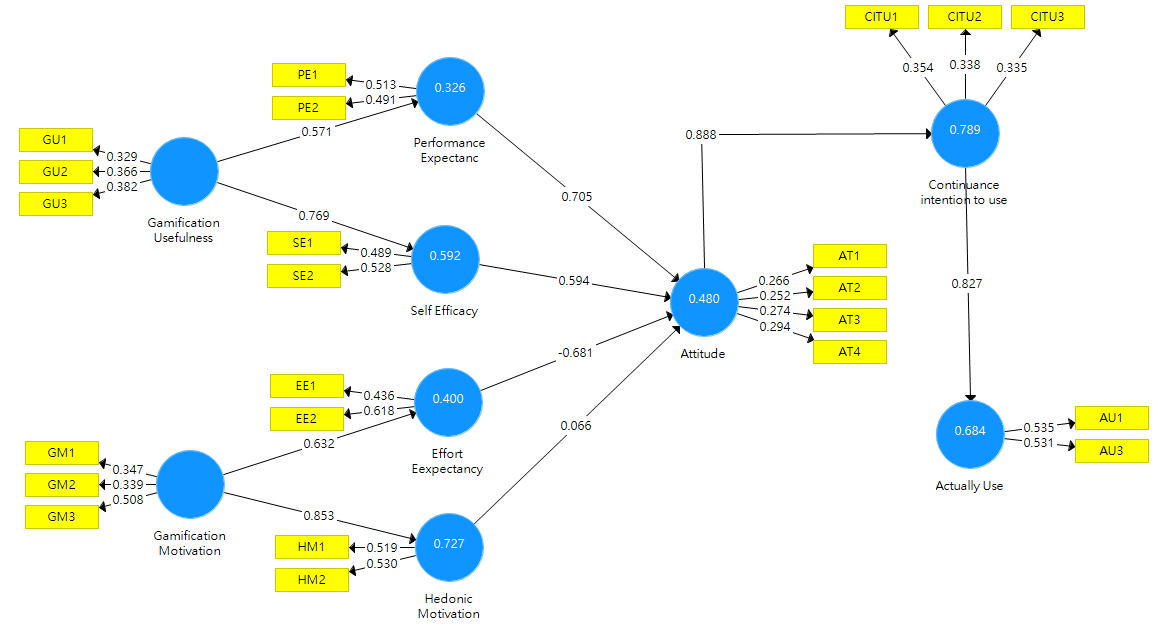 CITU1
CITU2
CITU3
0.354
0.338
0.335
0.789
Continuance
intention to use
PE1
PE2
0.513
0.491
0.326
Performance
Expectanc
0.571
GU1
GU2
GU3
0.329
0.366
0.382
Gamification
Usefulness
0.769
0.705
0.888
SE1
SE2
0.489
0.528
0.592
Self Efficacy
0.594
0.480
Attitude
0.266
0.252
0.274
0.294
AT1
AT2
AT3
AT4
0.827
-0.681
EE1
EE2
0.436
0.618
0.400
Effort
Eexpectancy
0.632
0.066
GM1
GM2
GM3
0.347
0.339
0.508
Gamification
Motivation
0.853
HM1
HM2
0.519
0.530
0.727
Hedonic
Motivation
0.684
Actually Use
0.535
0.531
AU1
AU3